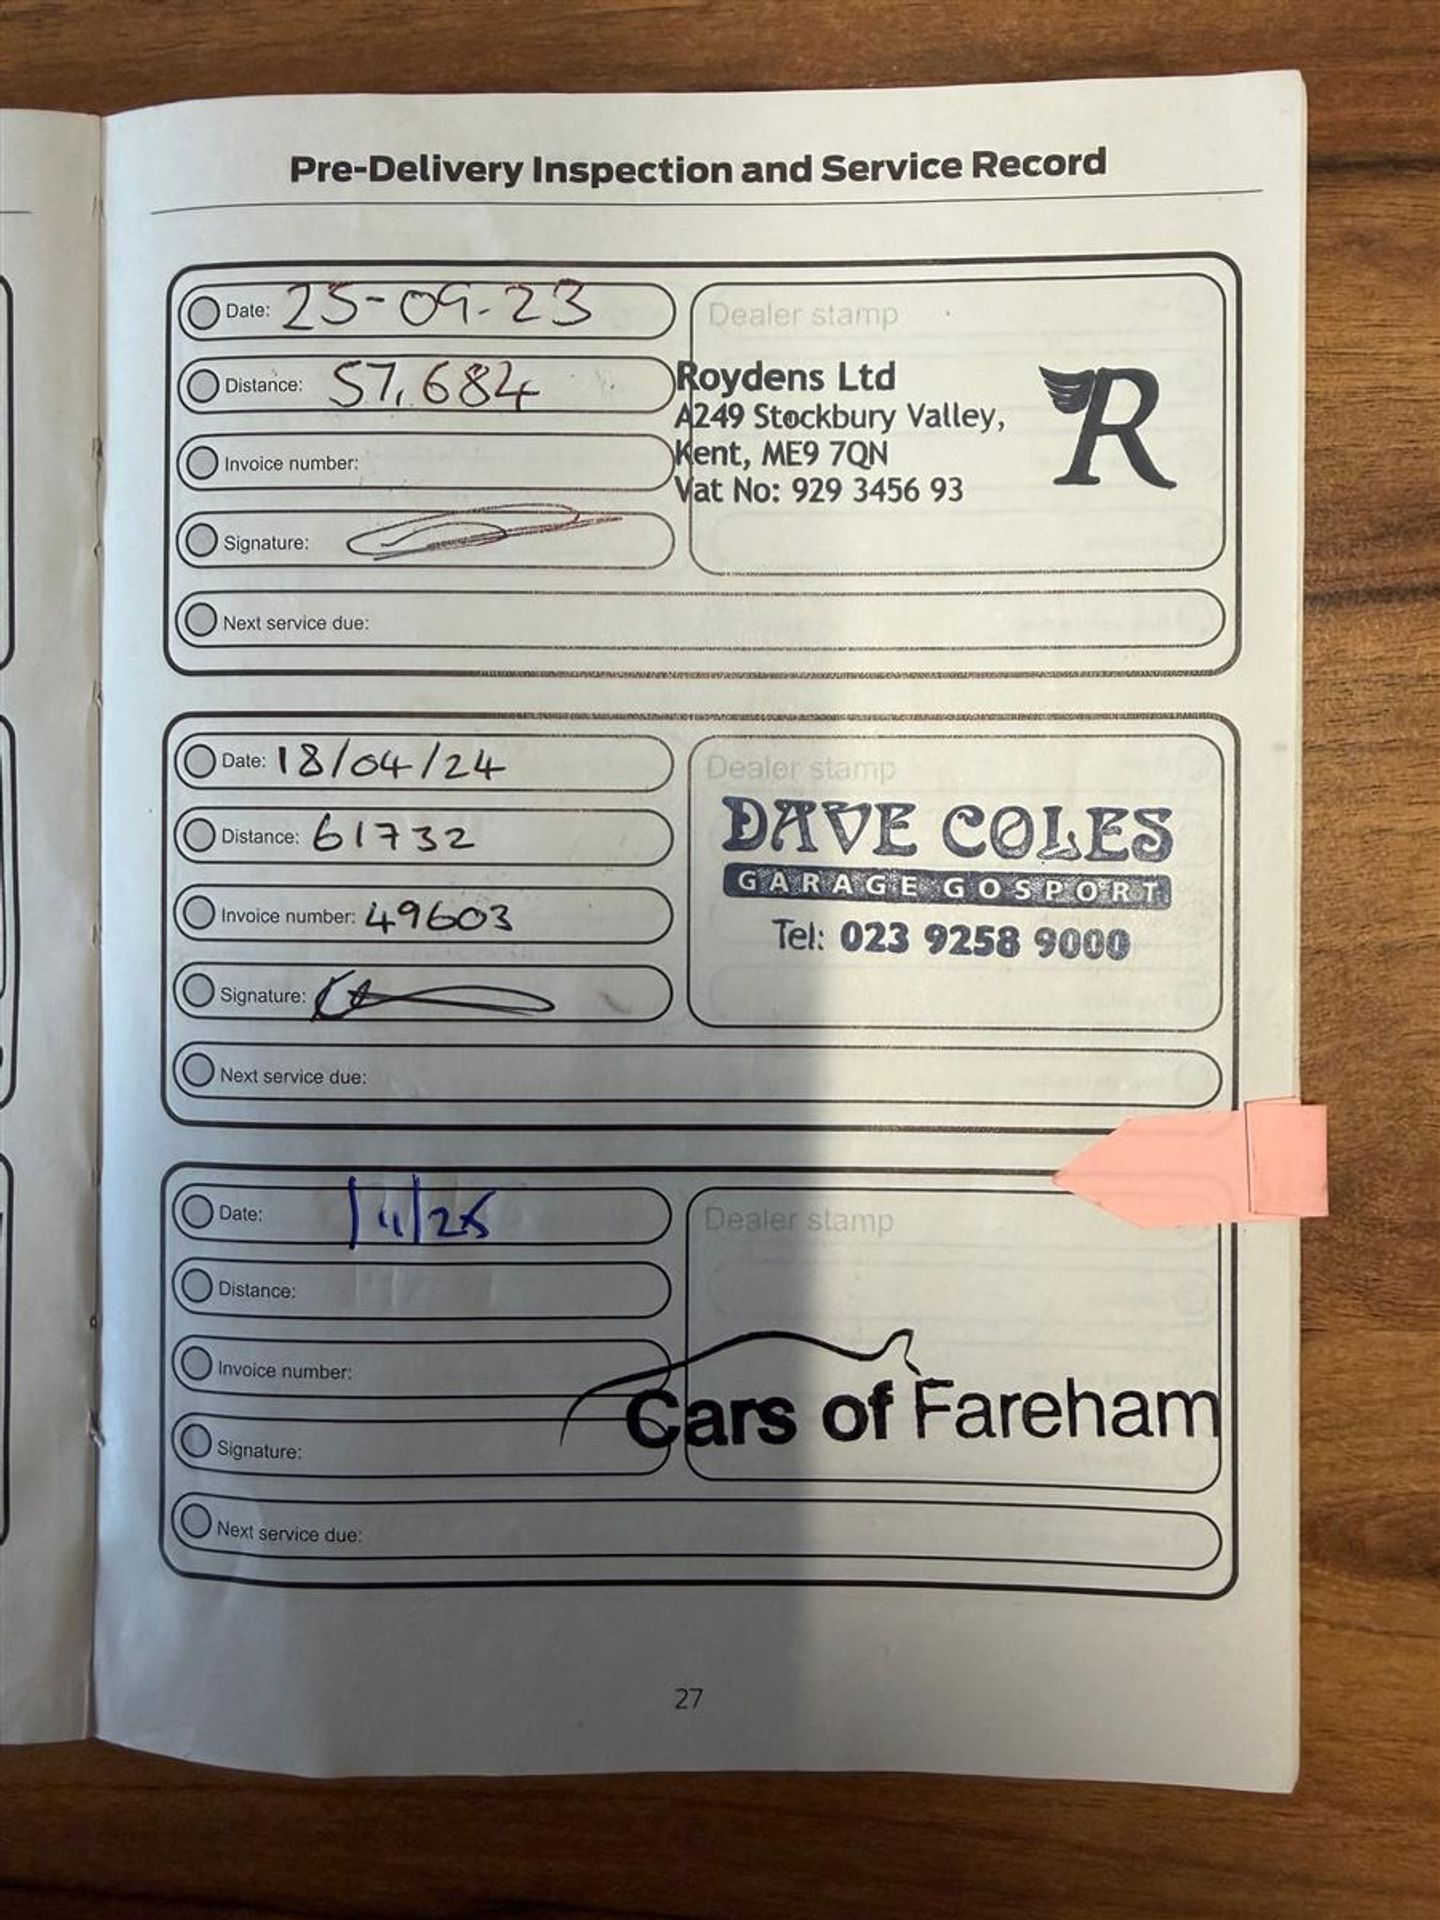 Pre-Delivery Inspection and Service Record
Date: 25-09-23
Distance: 57,684
Invoice number:
Signature:
Next service due:
Dealer stamp
Roydens Ltd
A249 Stockbury Valley,
Kent, ME9 7QN
Vat No: 929 3456 93
R
Date: 18/04/24
Distance: 61732
Invoice number: 49603
Signature:
Next service due:
Dealer stamp
DAVE COLES
GARAGE GOSPORT
Tel: 023 9258 9000
Date: 1/11/25
Distance:
Invoice number:
Signature:
Next service due:
Dealer stamp
Cars of Fareham
27